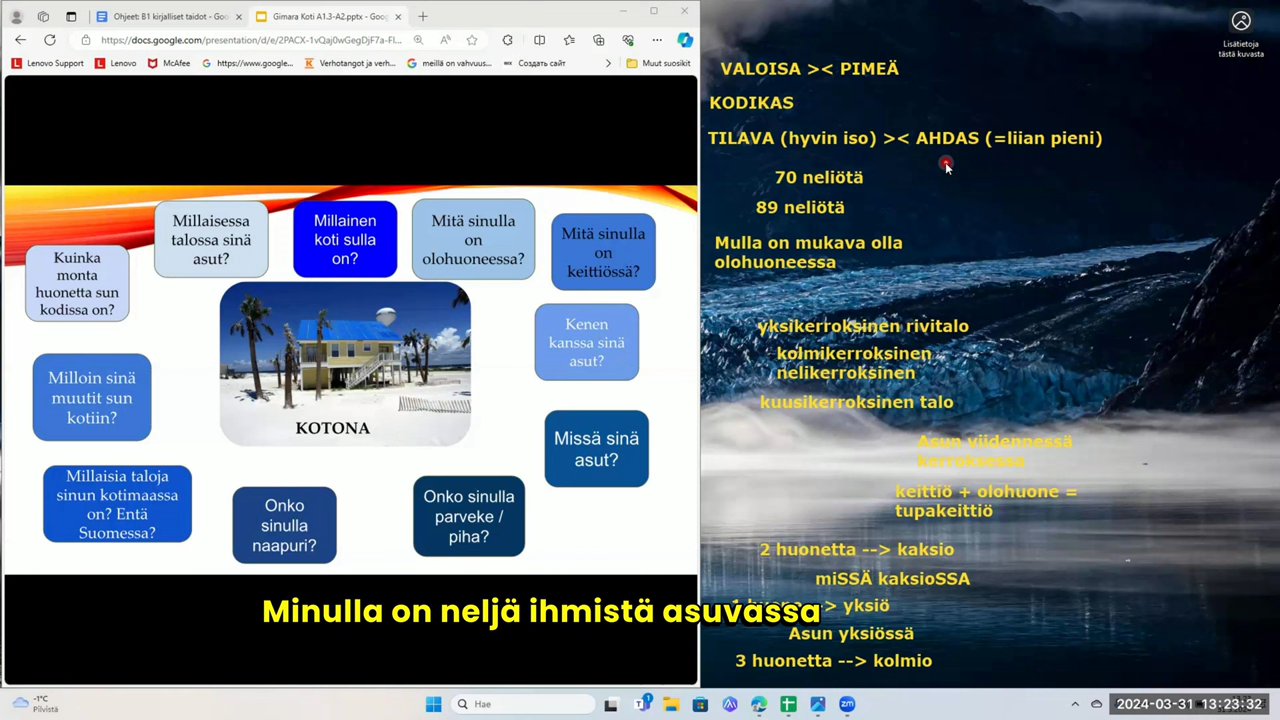 Ohjeet: B1 kirjalliset taidot - Goo
Gimara Koti A1.3-A2.pptx - Goog
https://docs.google.com/presentation/d/e/2PACX-1vQaj0wGegDjF7a-FI...
Lenovo Support
Lenovo
McAfee
https://www.google...
Verhotangot ja verh...
meillä on vahvuus...
Создать сайт
Muut suosikit
Lisätietoja
tästä kuvasta
Kuinka
monta
huonetta sun
kodissa on?
Millaisessa
talossa sinä
asut?
Millainen
koti sulla
on?
Mitä sinulla
on
olohuoneessa?
Mitä sinulla
on
keittiössä?
Kenen
kanssa sinä
asut?
Milloin sinä
muutit sun
kotiin?
KOTONA
Missä sinä
asut?
Millaisia taloja
sinun kotimaassa
on? Entä
Suomessa?
Onko
sinulla
naapuri?
Onko sinulla
parveke /
piha?
VALOISA >< PIMEÄ
KODIKAS
TILAVA (hyvin iso) >< AHDAS (=liian pieni)
70 neliötä
89 neliötä
Mulla on mukava olla
olohuoneessa
yksikerroksinen rivitalo
kolmikerroksinen
nelikerroksinen
kuusikerroksinen talo
Asun viidennessä
kerroksessa
keittiö + olohuone =
tupakeittiö
2 huonetta --> kaksio
miSSÄ kaksioSSA
--> yksiö
Asun yksiössä
3 huonetta --> kolmio
Minulla on neljä ihmistä asuvassa
-1°C
Pilvistä
Hae
2024-03-31 13:23:32